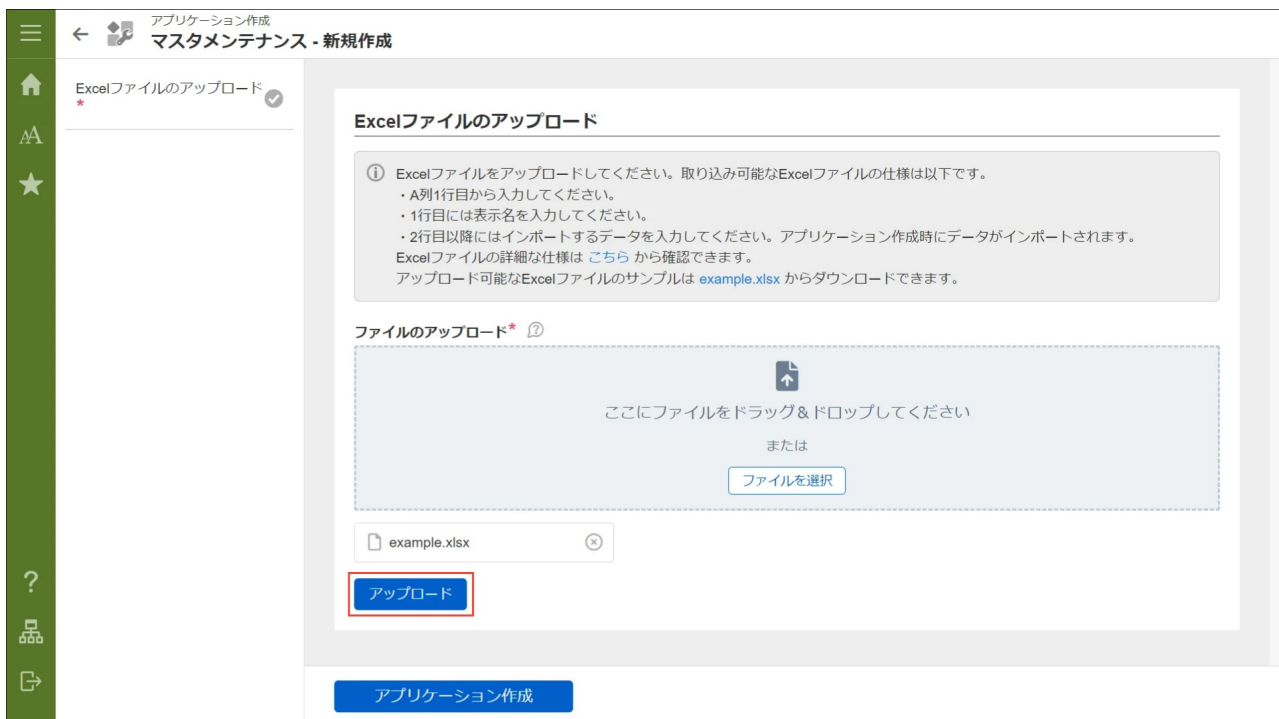 アプリケーション作成
マスタメンテナンス - 新規作成
Excelファイルのアップロード
*
AA
Excelファイルのアップロード
Excelファイルをアップロードしてください。取り込み可能なExcelファイルの仕様は以下です。
・A列1行目から入力してください。
・1行目には表示名を入力してください。
・2行目以降にはインポートするデータを入力してください。アプリケーション作成時にデータがインポートされます。
Excelファイルの詳細な仕様は こちら から確認できます。
アップロード可能なExcelファイルのサンプルは example.xlsx からダウンロードできます。
ファイルのアップロード*
ここにファイルをドラッグ&ドロップしてください
または
ファイルを選択
example.xlsx
アップロード
アプリケーション作成